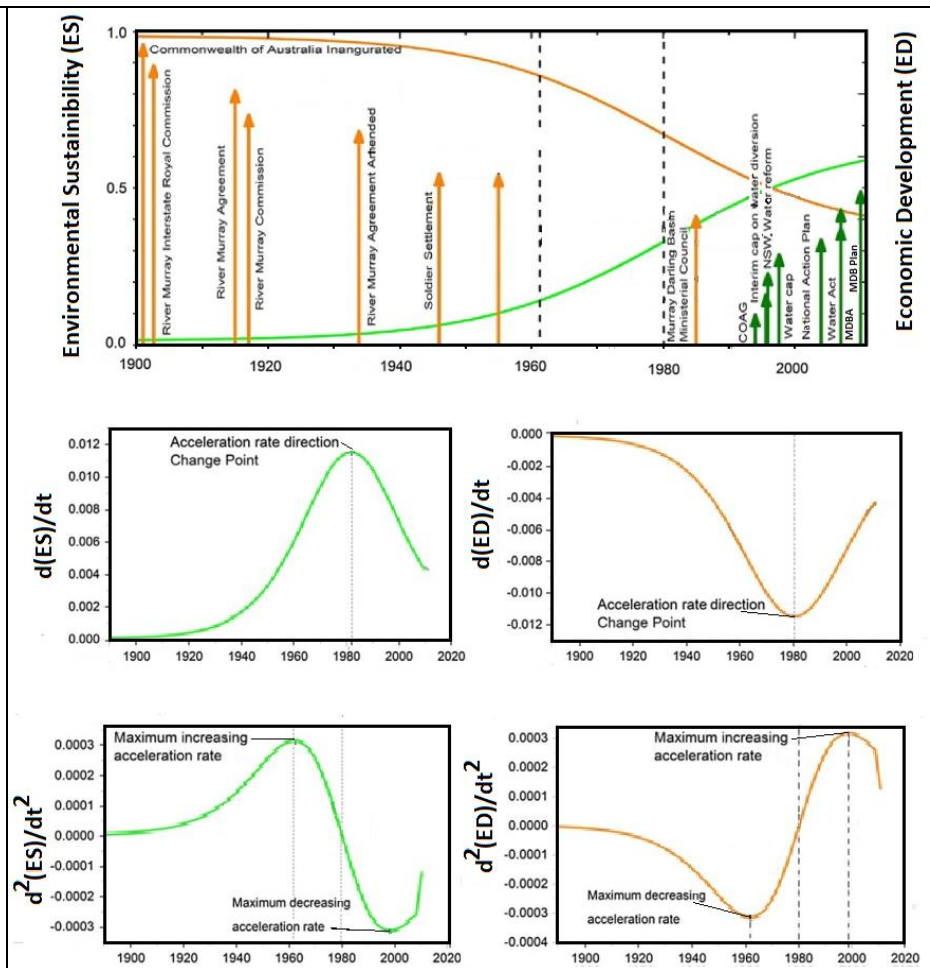 Environmental Sustainibility (ES)
Economic Development (ED)
1.0
0.5
0.0
Commonwealth of Australia Inangurated
River Murray Interstate Royal Commission
River Murray Agreement
River Murray Commission
River Murray Agreement Amended
Soldier Settlement
Murray Darling Basin
Ministerial Council
COAG
Interim cap on water diversion
NSW, Water reform
Water cap
National Action Plan
Water Act
MDBA
MDB Plan
1900 1920 1940 1960 1980 2000
d(ES)/dt
0.012
0.010
0.008
0.006
0.004
0.002
0.000
Acceleration rate direction
Change Point
1900 1920 1940 1960 1980 2000 2020
d(ED)/dt
0.000
-0.002
-0.004
-0.006
-0.008
-0.010
-0.012
Acceleration rate direction
Change Point
1900 1920 1940 1960 1980 2000 2020
d²(ES)/dt²
0.0003
0.0002
0.0001
0.0000
-0.0001
-0.0002
-0.0003
Maximum increasing
acceleration rate
Maximum decreasing
acceleration rate
1900 1920 1940 1960 1980 2000 2020
d²(ED)/dt²
0.0003
0.0002
0.0001
0.0000
-0.0001
-0.0002
-0.0003
-0.0004
Maximum increasing
acceleration rate
Maximum decreasing
acceleration rate
1900 1920 1940 1960 1980 2000 2020